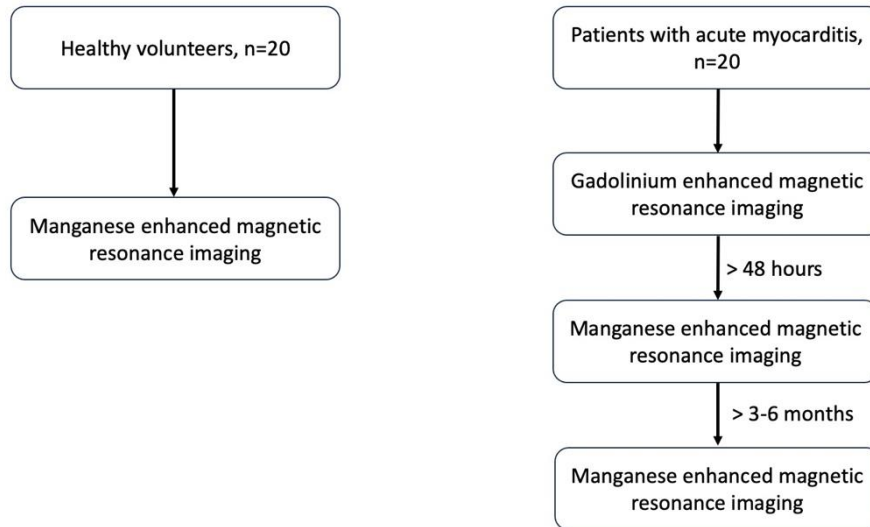 Healthy volunteers, n=20
Manganese enhanced magnetic
resonance imaging
Patients with acute myocarditis,
n=20
Gadolinium enhanced magnetic
resonance imaging
> 48 hours
Manganese enhanced magnetic
resonance imaging
> 3-6 months
Manganese enhanced magnetic
resonance imaging